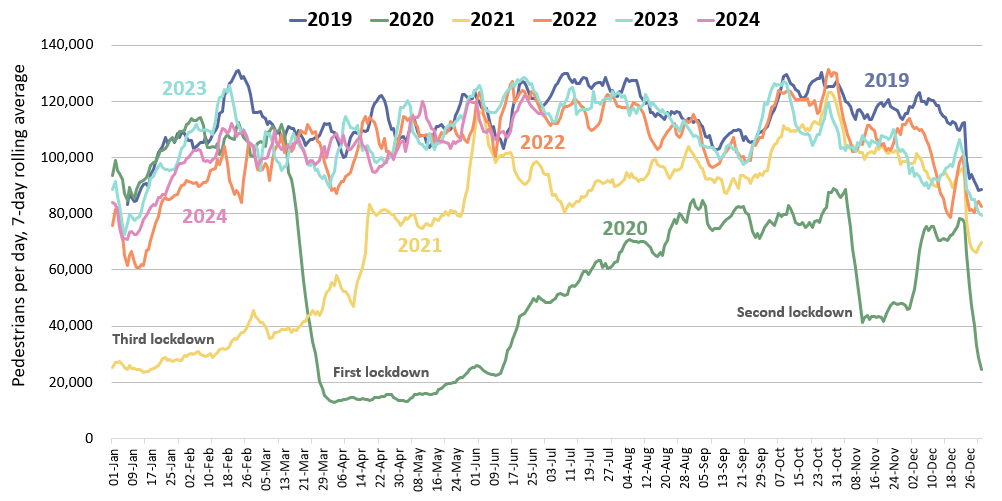 2019 2020 2021 2022 2023 2024
Pedestrians per day, 7-day rolling average
140,000
120,000
100,000
80,000
60,000
40,000
20,000
0
2023
2019
2022
2024
2021
2020
Third lockdown
First lockdown
Second lockdown
01-Jan 09-Jan 17-Jan 25-Jan 02-Feb 10-Feb 18-Feb 26-Feb 05-Mar 13-Mar 21-Mar 29-Mar 06-Apr 14-Apr 22-Apr 30-Apr 08-May 16-May 24-May 01-Jun 09-Jun 17-Jun 25-Jun 03-Jul 11-Jul 19-Jul 27-Jul 04-Aug 12-Aug 20-Aug 28-Aug 05-Sep 13-Sep 21-Sep 29-Sep 07-Oct 15-Oct 23-Oct 31-Oct 08-Nov 16-Nov 24-Nov 02-Dec 10-Dec 18-Dec 26-Dec